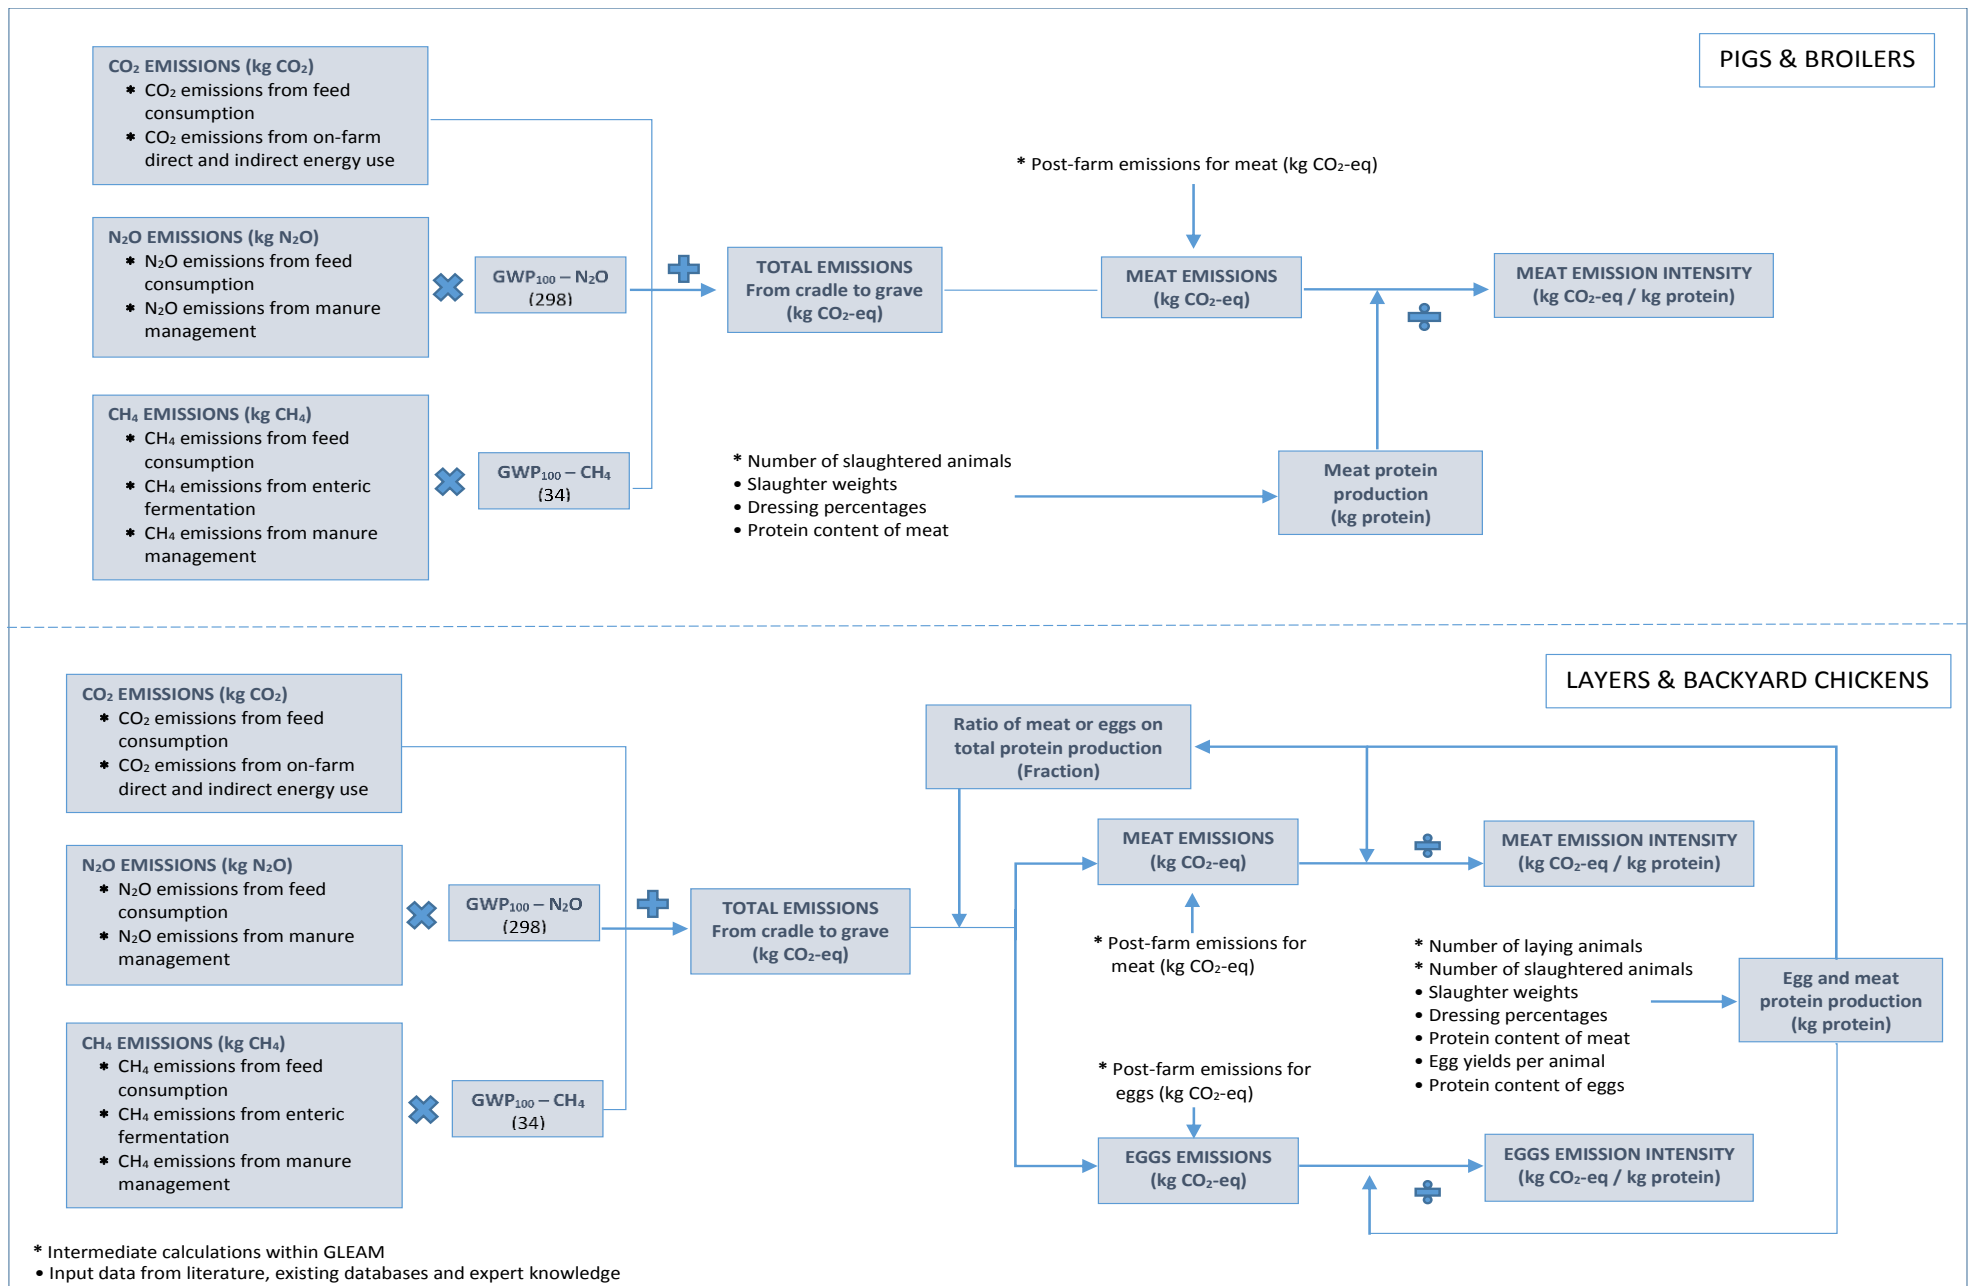 PIGS & BROILERS
CO₂ EMISSIONS (kg CO₂)
* CO₂ emissions from feed
consumption
* CO₂ emissions from on-farm
direct and indirect energy use
* Post-farm emissions for meat (kg CO₂-eq)
N₂O EMISSIONS (kg N₂O)
* N₂O emissions from feed
consumption
* N₂O emissions from manure
management
GWP₁₀₀ – N₂O
(298)
TOTAL EMISSIONS
From cradle to grave
(kg CO₂-eq)
MEAT EMISSIONS
(kg CO₂-eq)
MEAT EMISSION INTENSITY
(kg CO₂-eq / kg protein)
CH₄ EMISSIONS (kg CH₄)
* CH₄ emissions from feed
consumption
* CH₄ emissions from enteric
fermentation
* CH₄ emissions from manure
management
GWP₁₀₀ – CH₄
(34)
* Number of slaughtered animals
• Slaughter weights
• Dressing percentages
• Protein content of meat
Meat protein
production
(kg protein)
LAYERS & BACKYARD CHICKENS
CO₂ EMISSIONS (kg CO₂)
* CO₂ emissions from feed
consumption
* CO₂ emissions from on-farm
direct and indirect energy use
Ratio of meat or eggs on
total protein production
(Fraction)
N₂O EMISSIONS (kg N₂O)
* N₂O emissions from feed
consumption
* N₂O emissions from manure
management
GWP₁₀₀ – N₂O
(298)
TOTAL EMISSIONS
From cradle to grave
(kg CO₂-eq)
MEAT EMISSIONS
(kg CO₂-eq)
MEAT EMISSION INTENSITY
(kg CO₂-eq / kg protein)
* Post-farm emissions for
meat (kg CO₂-eq)
* Number of laying animals
* Number of slaughtered animals
• Slaughter weights
• Dressing percentages
• Protein content of meat
• Egg yields per animal
• Protein content of eggs
Egg and meat
protein production
(kg protein)
CH₄ EMISSIONS (kg CH₄)
* CH₄ emissions from feed
consumption
* CH₄ emissions from enteric
fermentation
* CH₄ emissions from manure
management
GWP₁₀₀ – CH₄
(34)
* Post-farm emissions for
eggs (kg CO₂-eq)
EGGS EMISSIONS
(kg CO₂-eq)
EGGS EMISSION INTENSITY
(kg CO₂-eq / kg protein)
* Intermediate calculations within GLEAM
• Input data from literature, existing databases and expert knowledge